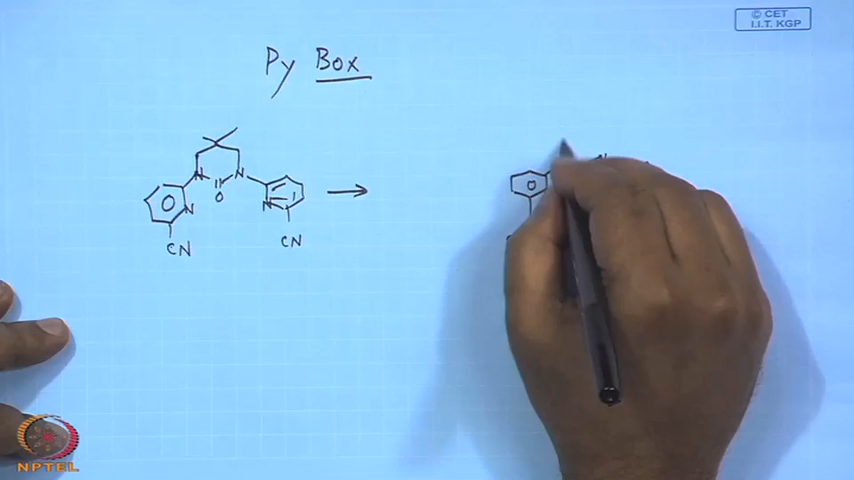 © CET
I.I.T. KGP
Py Box
N N
O
N N
CN CN
NPTEL